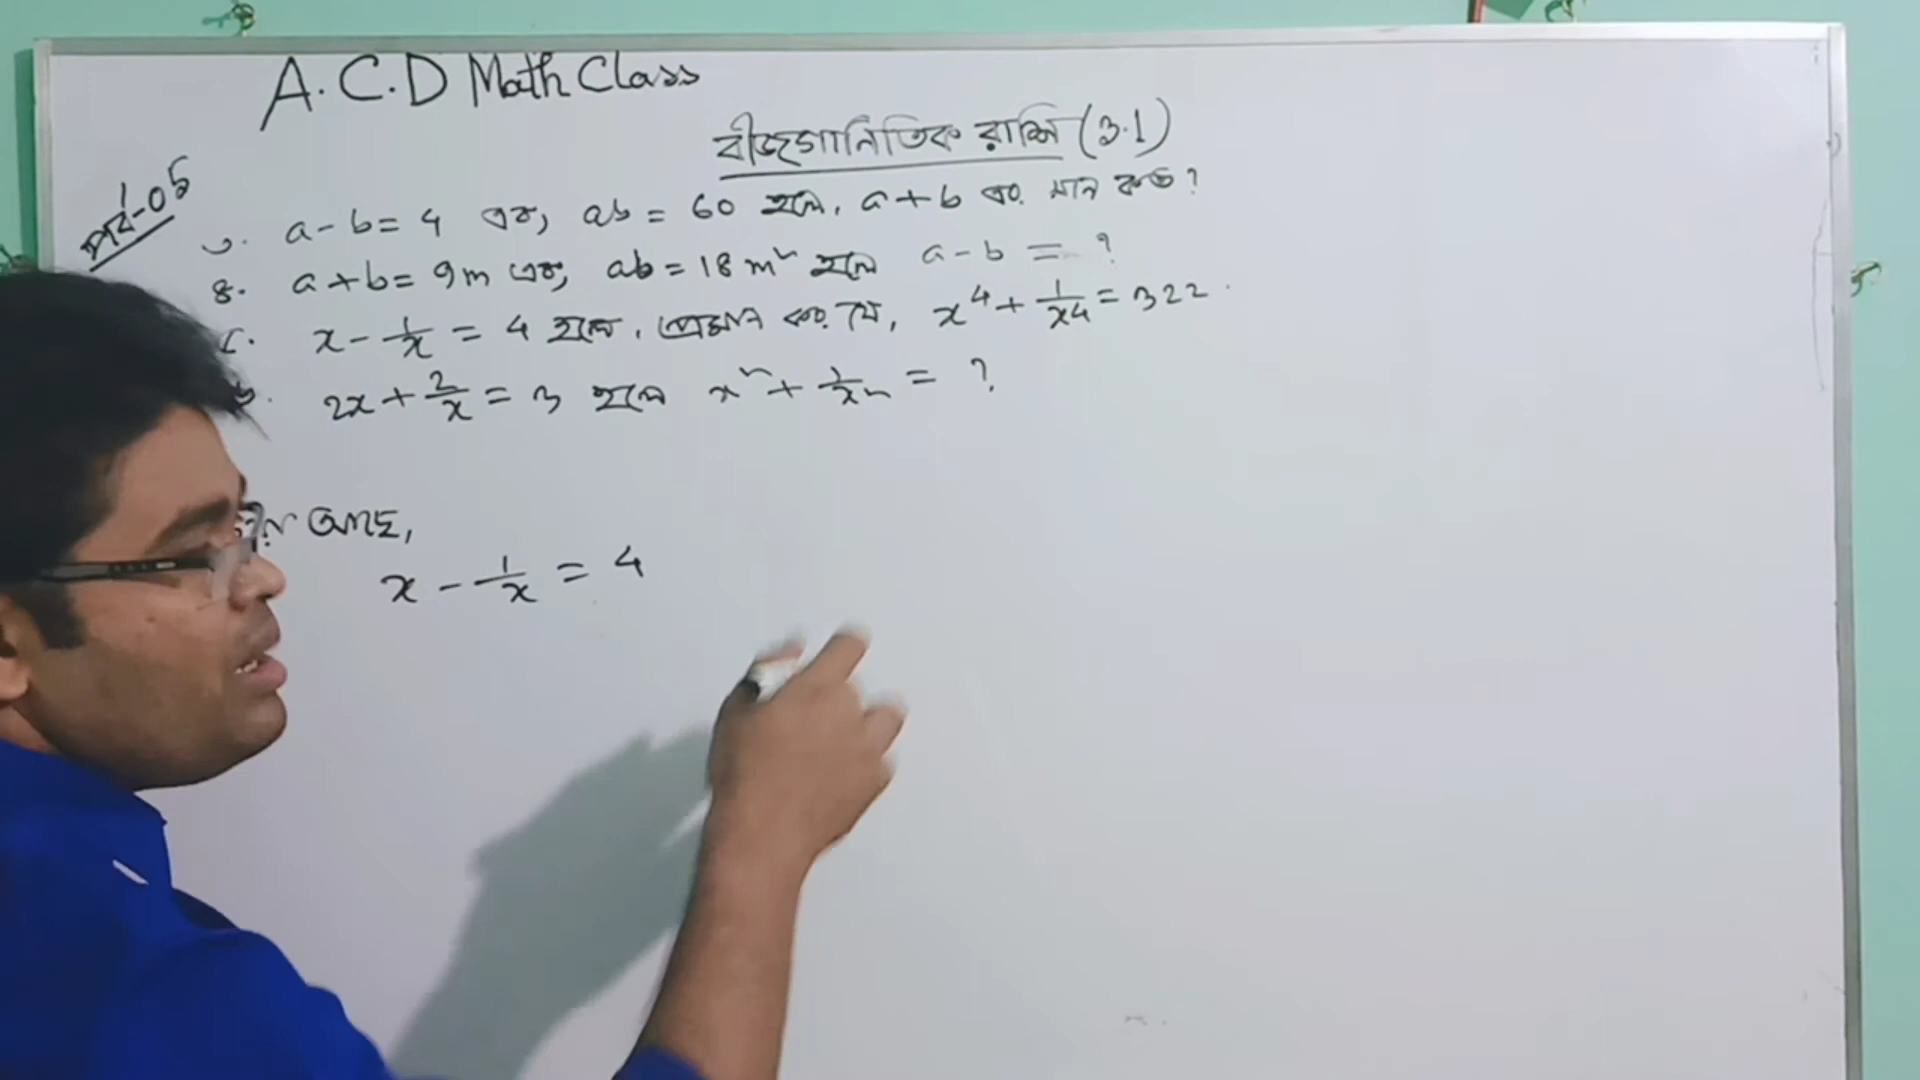 A.C.D Math Class
বীজগানিতিক রাশি (3.1)
পর্ব-05
৩. a - b = 4 এবং, ab = 60 হলে, a + b এর মান কত?
৪. a + b = 9m এবং, ab = 18m² হলে a - b = ?
৫. x - 1/x = 4 হলে, প্রমাণ কর যে, x⁴ + 1/x⁴ = 322.
৬. 2x + 2/x = 3 হলে x² + 1/x² = ?
আছে,
x - 1/x = 4